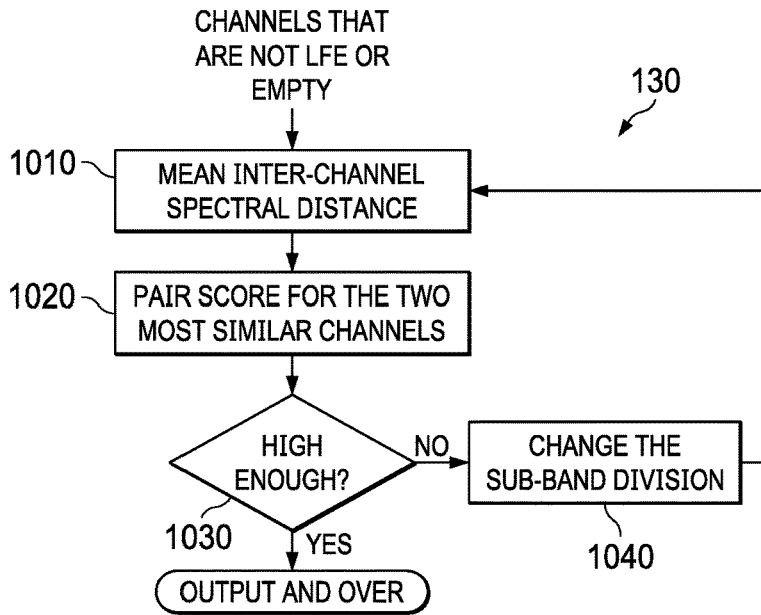 CHANNELS THAT
ARE NOT LFE OR
EMPTY
130
1010
MEAN INTER-CHANNEL
SPECTRAL DISTANCE
1020
PAIR SCORE FOR THE TWO
MOST SIMILAR CHANNELS
HIGH
ENOUGH?
NO
CHANGE THE
SUB-BAND DIVISION
1030
YES
1040
OUTPUT AND OVER